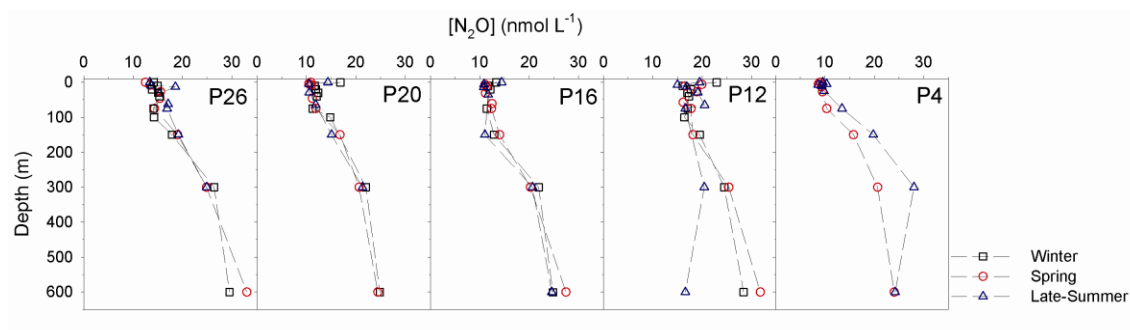 [N₂O] (nmol L⁻¹)
0 10 20 30 0 10 20 30 0 10 20 30 0 10 20 30 0 10 20 30
0
P26 P20 P16 P12 P4
100
200
300
400
500
600
Depth (m)
Winter
Spring
Late-Summer